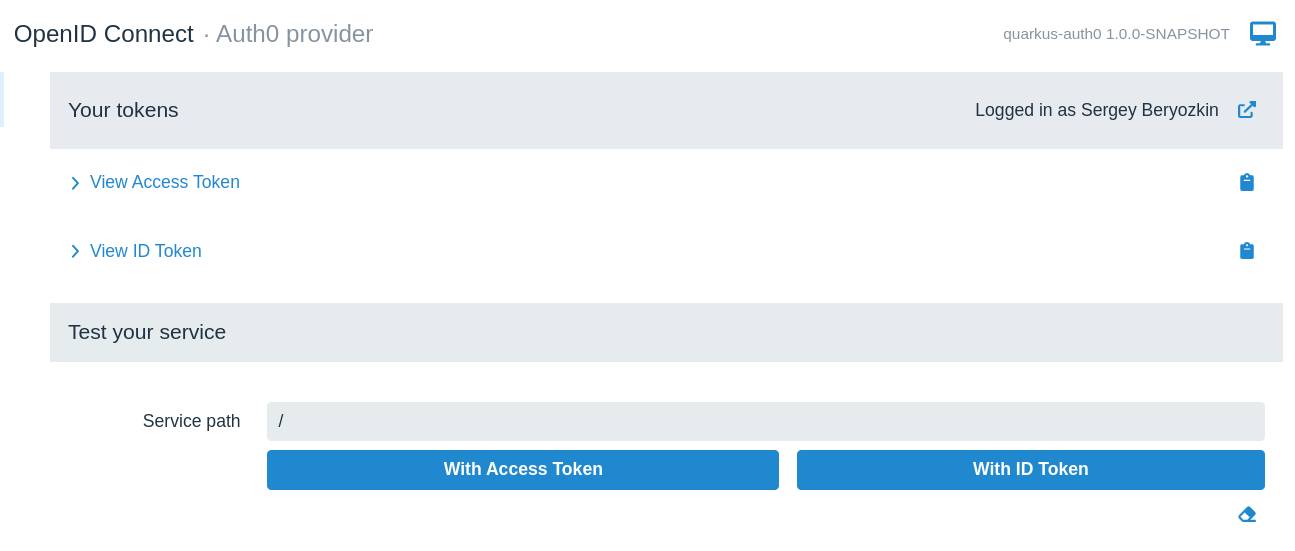 OpenID Connect · Auth0 provider
quarkus-auth0 1.0.0-SNAPSHOT
Your tokens
Logged in as Sergey Beryozkin
View Access Token
View ID Token
Test your service
Service path
/
With Access Token
With ID Token